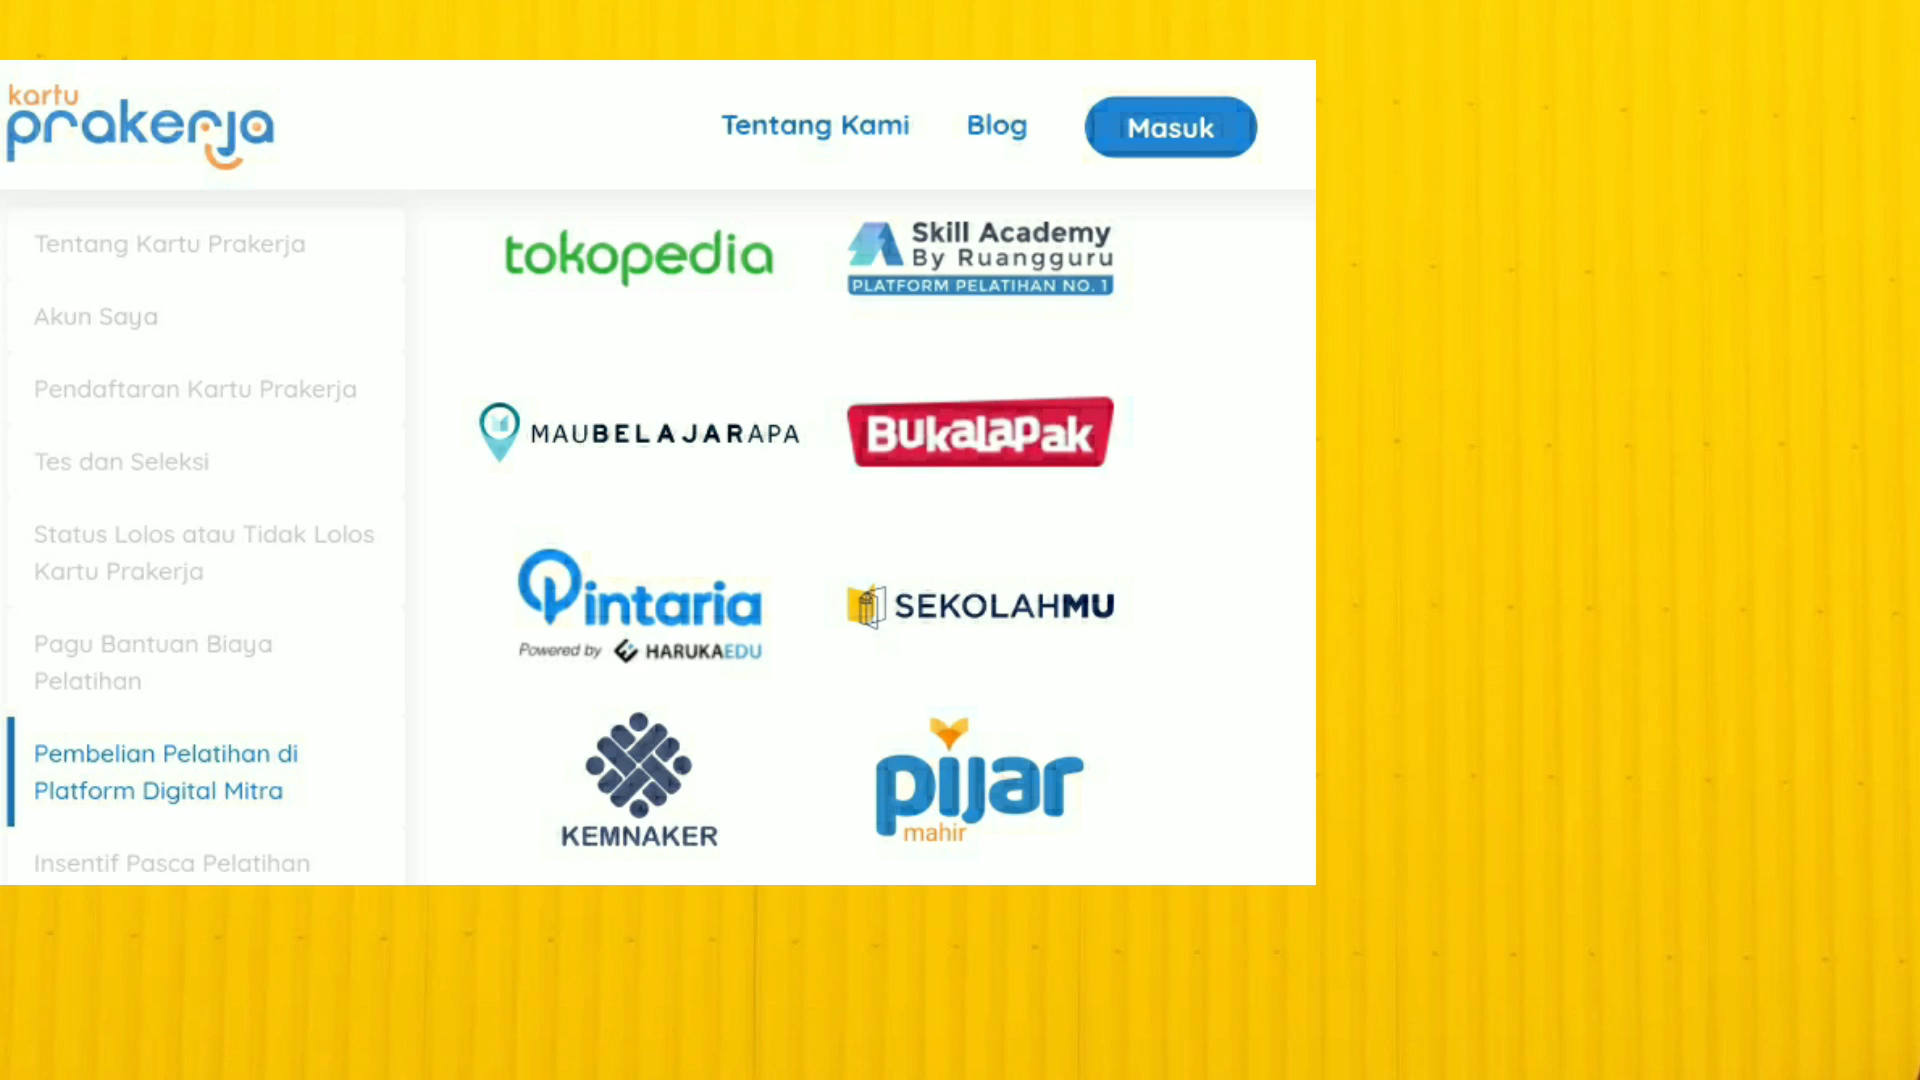 kartu
prakerja
Tentang Kami
Blog
Masuk
Tentang Kartu Prakerja
Akun Saya
Pendaftaran Kartu Prakerja
Tes dan Seleksi
Status Lolos atau Tidak Lolos
Kartu Prakerja
Pagu Bantuan Biaya
Pelatihan
Pembelian Pelatihan di
Platform Digital Mitra
Insentif Pasca Pelatihan
tokopedia
Skill Academy
By Ruangguru
PLATFORM PELATIHAN NO. 1
MAUBELAJARAPA
BukalaPak
Pintaria
Powered by HARUKAEDU
SEKOLAHMU
KEMNAKER
pijar
mahir